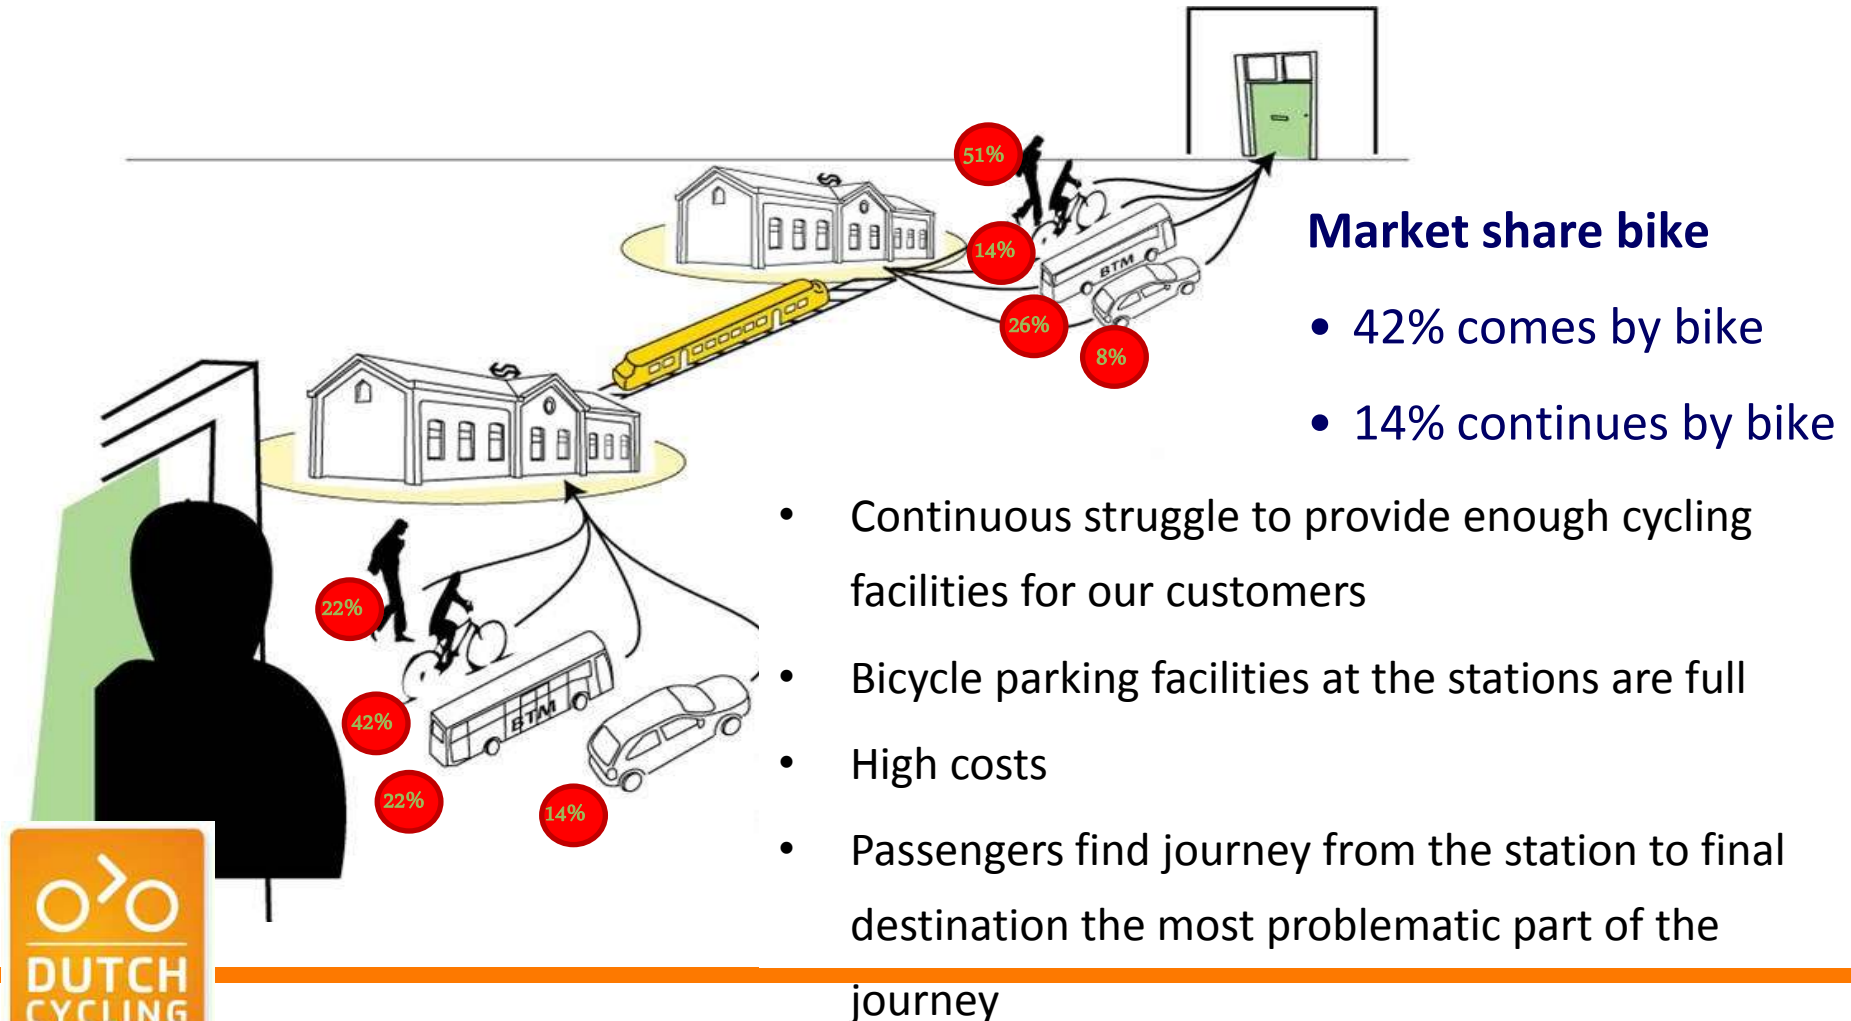 51%
14%
BTM
26%
8%
Market share bike
• 42% comes by bike
• 14% continues by bike
22%
42%
BTM
22%
14%
• Continuous struggle to provide enough cycling
facilities for our customers
• Bicycle parking facilities at the stations are full
• High costs
• Passengers find journey from the station to final
destination the most problematic part of the
journey
DUTCH
CYCLING